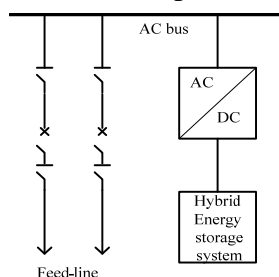 AC bus
AC
DC
Hybrid
Energy
storage
system
Feed-line